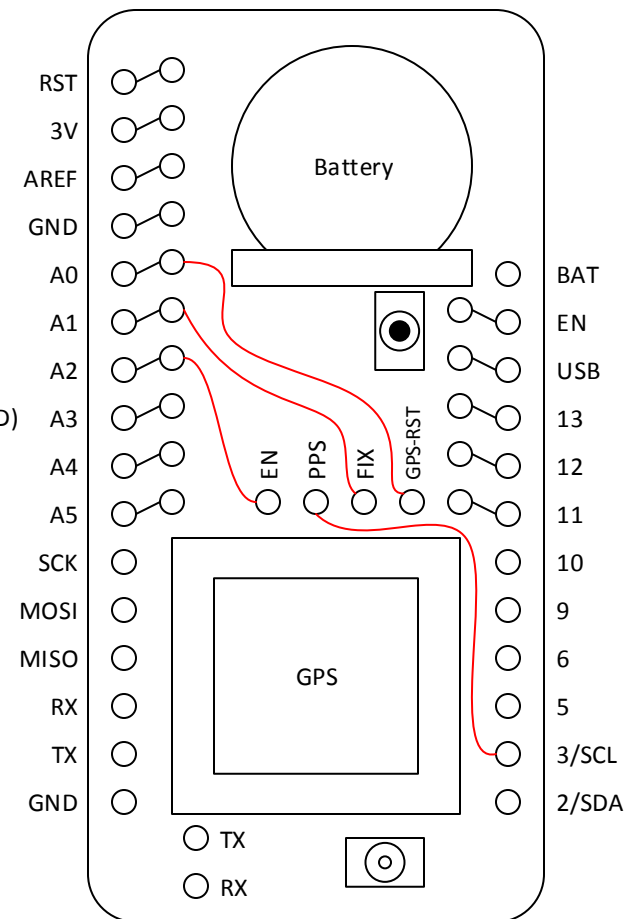 RST
3V
AREF
GND
A0
A1
A2
D) A3
A4
A5
SCK
MOSI
MISO
RX
TX
GND
Battery
EN
PPS
FIX
GPS-RST
GPS
TX
RX
BAT
EN
USB
13
12
11
10
9
6
5
3/SCL
2/SDA